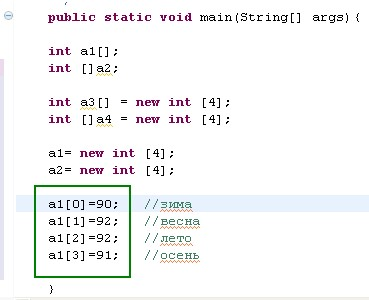 public static void main(String[] args){
int a1[];
int []a2;
int a3[] = new int [4];
int []a4 = new int [4];
a1= new int [4];
a2= new int [4];
a1[0]=90; //зима
a1[1]=92; //весна
a1[2]=92; //лето
a1[3]=91; //осень
}